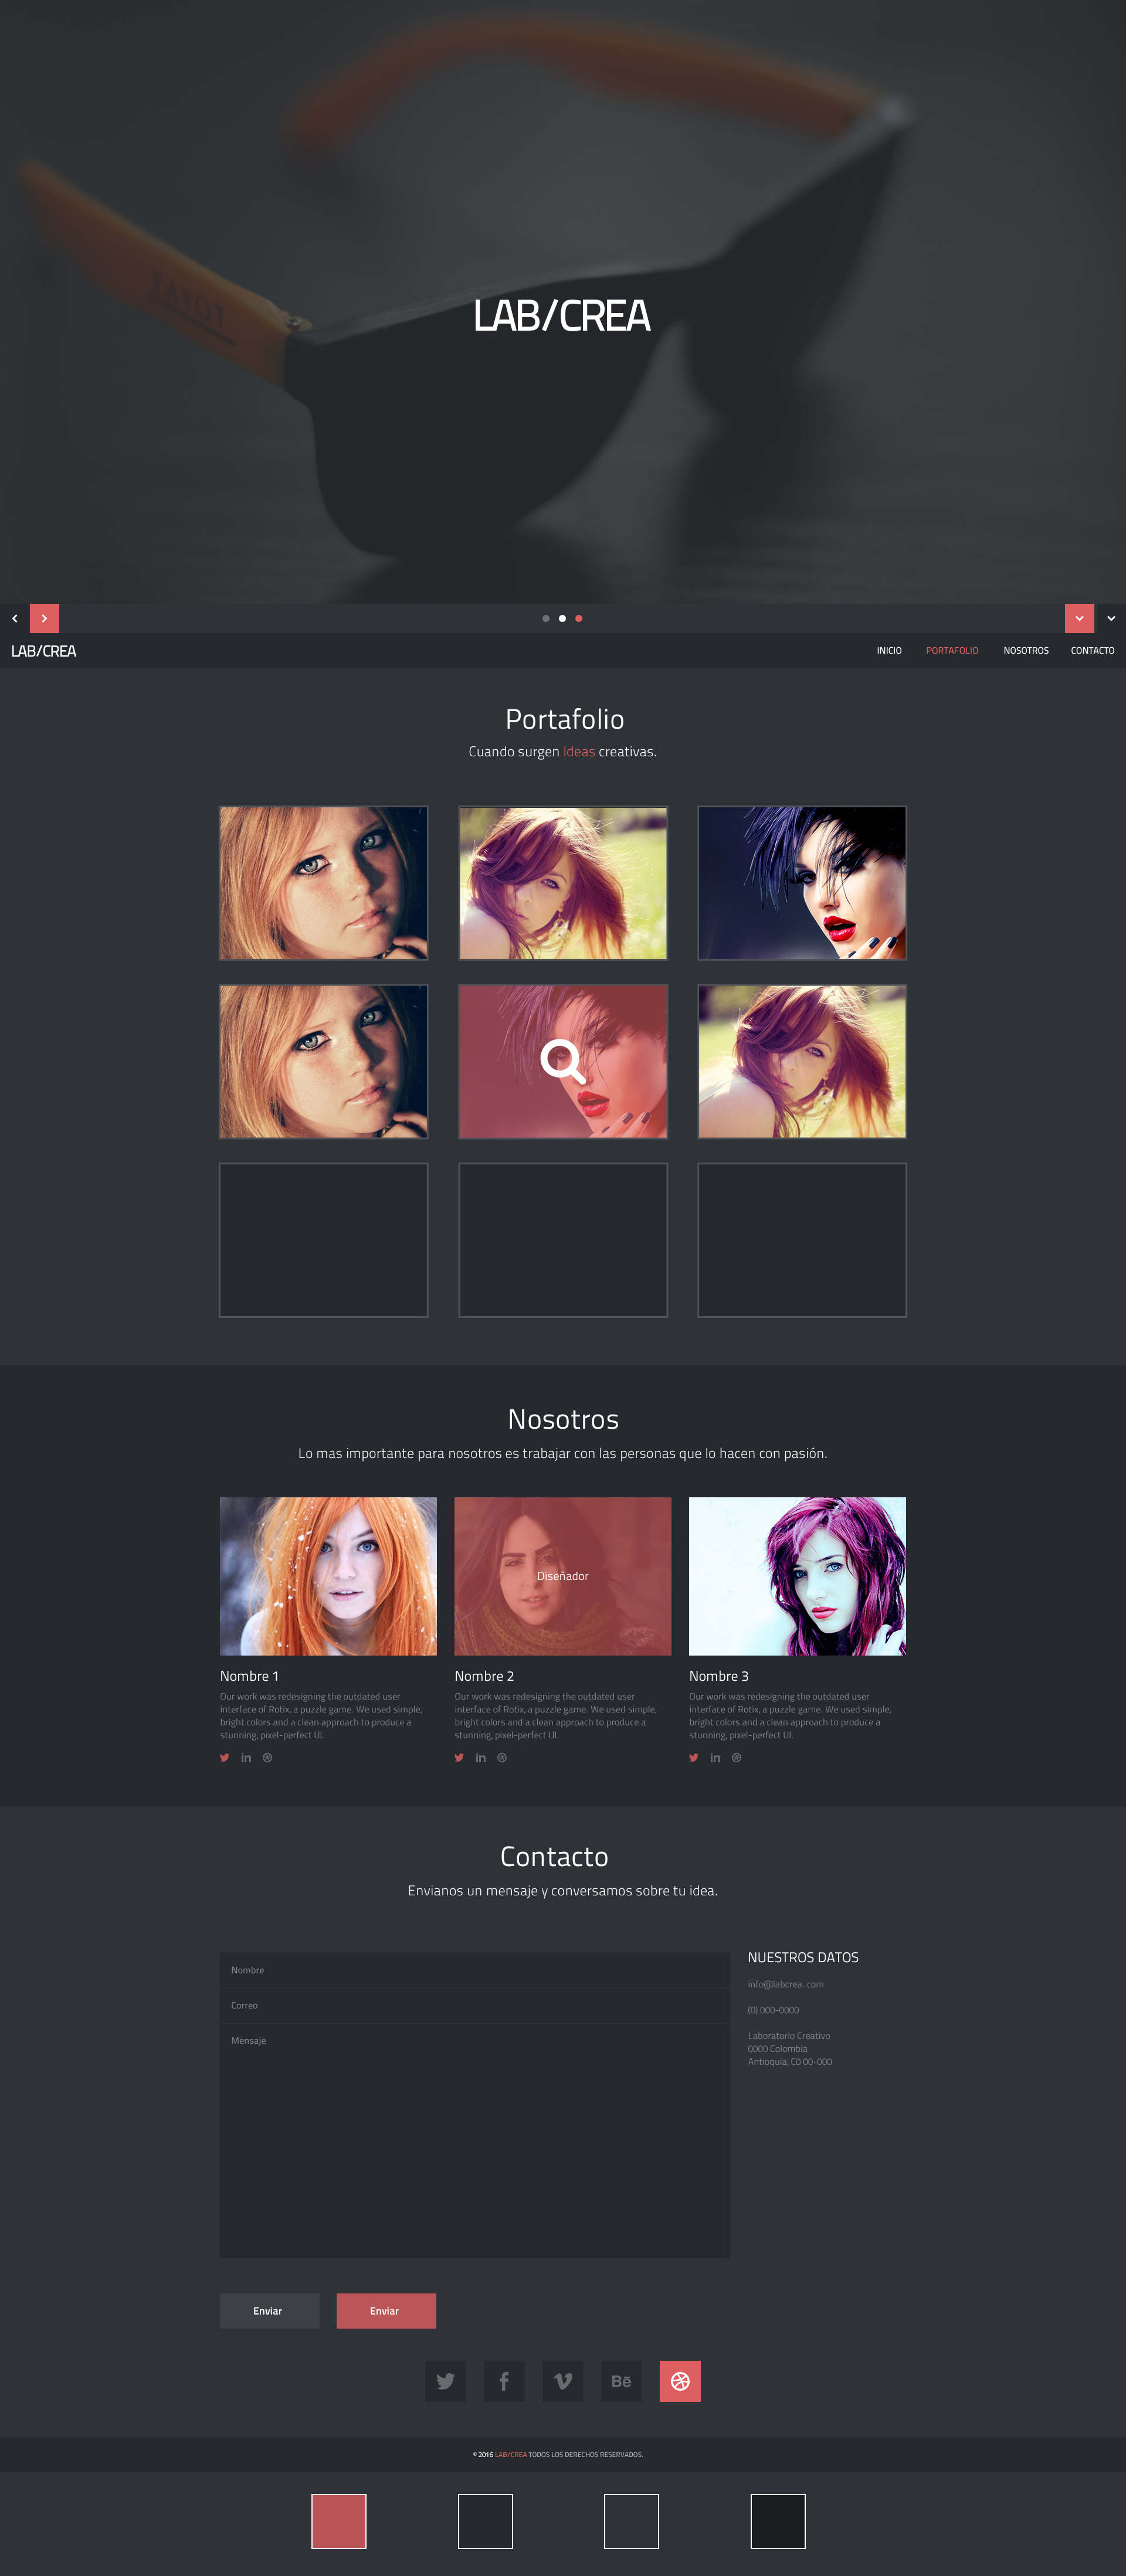 PAYOT
LAB/CREA
LAB/CREA
INICIO PORTAFOLIO NOSOTROS CONTACTO
Portafolio
Cuando surgen Ideas creativas.
Nosotros
Lo mas importante para nosotros es trabajar con las personas que lo hacen con pasión.
Diseñador
Nombre 1
Our work was redesigning the outdated user
interface of Rotix, a puzzle game. We used simple,
bright colors and a clean approach to produce a
stunning, pixel-perfect UI.
Nombre 2
Our work was redesigning the outdated user
interface of Rotix, a puzzle game. We used simple,
bright colors and a clean approach to produce a
stunning, pixel-perfect UI.
Nombre 3
Our work was redesigning the outdated user
interface of Rotix, a puzzle game. We used simple,
bright colors and a clean approach to produce a
stunning, pixel-perfect UI.
Contacto
Envianos un mensaje y conversamos sobre tu idea.
Nombre
Correo
Mensaje
NUESTROS DATOS
info@labcrea..com
(0) 000-0000
Laboratorio Creativo
0000 Colombia
Antioquia, C0 00-000
Enviar
Enviar
© 2016 LAB/CREA TODOS LOS DERECHOS RESERVADOS.